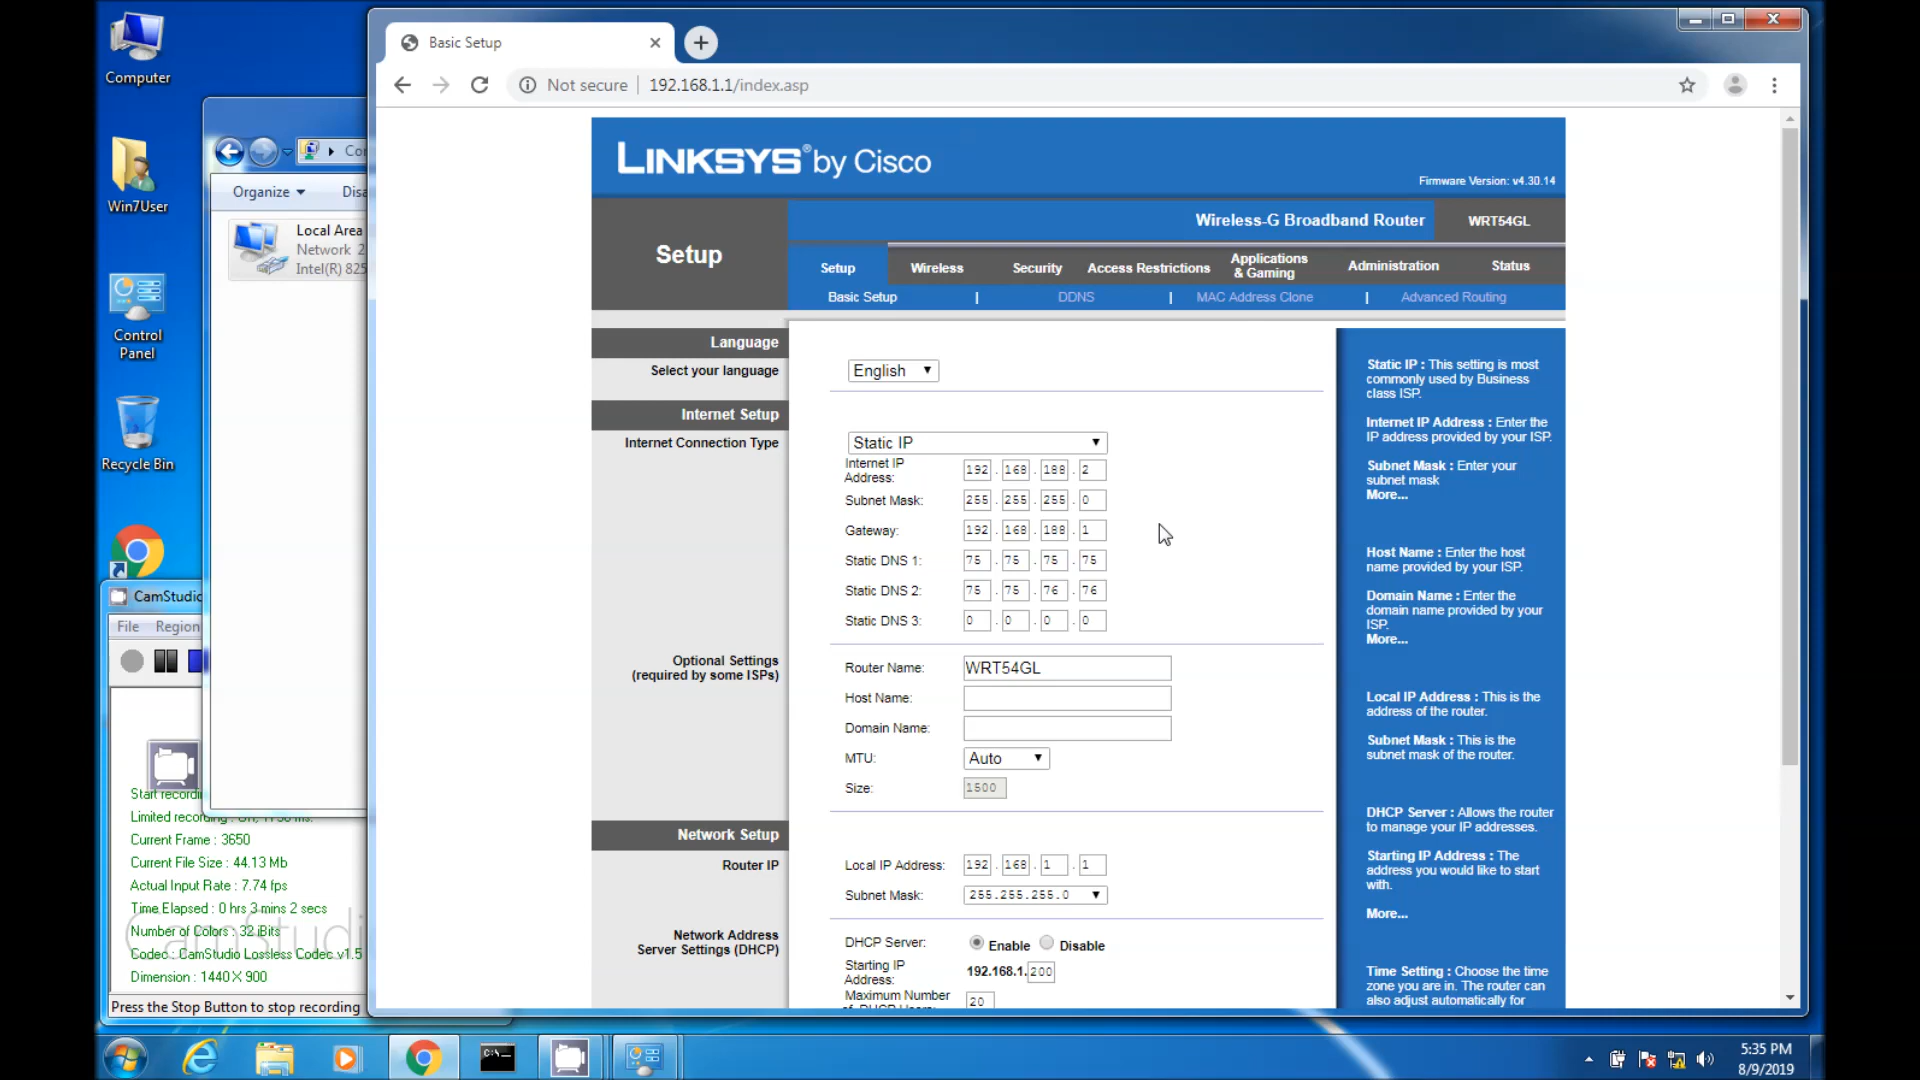 Computer
Win7User
Control
Panel
Recycle Bin
Organize
Local Area
Network 2
Intel(R) 825
CamStudio
File Region
Limited recording : On, 1750 ms.
Current Frame : 3650
Current File Size : 44.13 Mb
Actual Input Rate : 7.74 fps
Time Elapsed : 0 hrs 3 mins 2 secs
Number of Colors : 32 Bits
Codec : CamStudio Lossless Codec v1.5
Dimension : 1440 X 900
Press the Stop Button to stop recording
CamStudi
Basic Setup
Not secure | 192.168.1.1/index.asp
LINKSYS® by Cisco
Firmware Version: v4.30.14
Wireless-G Broadband Router WRT54GL
Setup
Setup Wireless Security Access Restrictions Applications & Gaming Administration Status
Basic Setup | DDNS | MAC Address Clone | Advanced Routing
Language
Select your language English
Internet Setup
Internet Connection Type Static IP
Internet IP
Address: 192 . 168 . 188 . 2
Subnet Mask: 255 . 255 . 255 . 0
Gateway: 192 . 168 . 188 . 1
Static DNS 1: 75 . 75 . 75 . 75
Static DNS 2: 75 . 75 . 76 . 76
Static DNS 3: 0 . 0 . 0 . 0
Optional Settings
(required by some ISPs)
Router Name: WRT54GL
Host Name:
Domain Name:
MTU: Auto
Size: 1500
Network Setup
Router IP
Local IP Address: 192 . 168 . 1 . 1
Subnet Mask: 255.255.255.0
Network Address
Server Settings (DHCP)
DHCP Server: Enable Disable
Starting IP
Address: 192.168.1. 200
Maximum Number
of DHCP Users: 20
Static IP : This setting is most
commonly used by Business
class ISP.
Internet IP Address : Enter the
IP address provided by your ISP.
Subnet Mask : Enter your
subnet mask
More...
Host Name : Enter the host
name provided by your ISP.
Domain Name : Enter the
domain name provided by your
ISP.
More...
Local IP Address : This is the
address of the router.
Subnet Mask : This is the
subnet mask of the router.
DHCP Server : Allows the router
to manage your IP addresses.
Starting IP Address : The
address you would like to start
with.
More...
Time Setting : Choose the time
zone you are in. The router can
also adjust automatically for
5:35 PM
8/9/2019